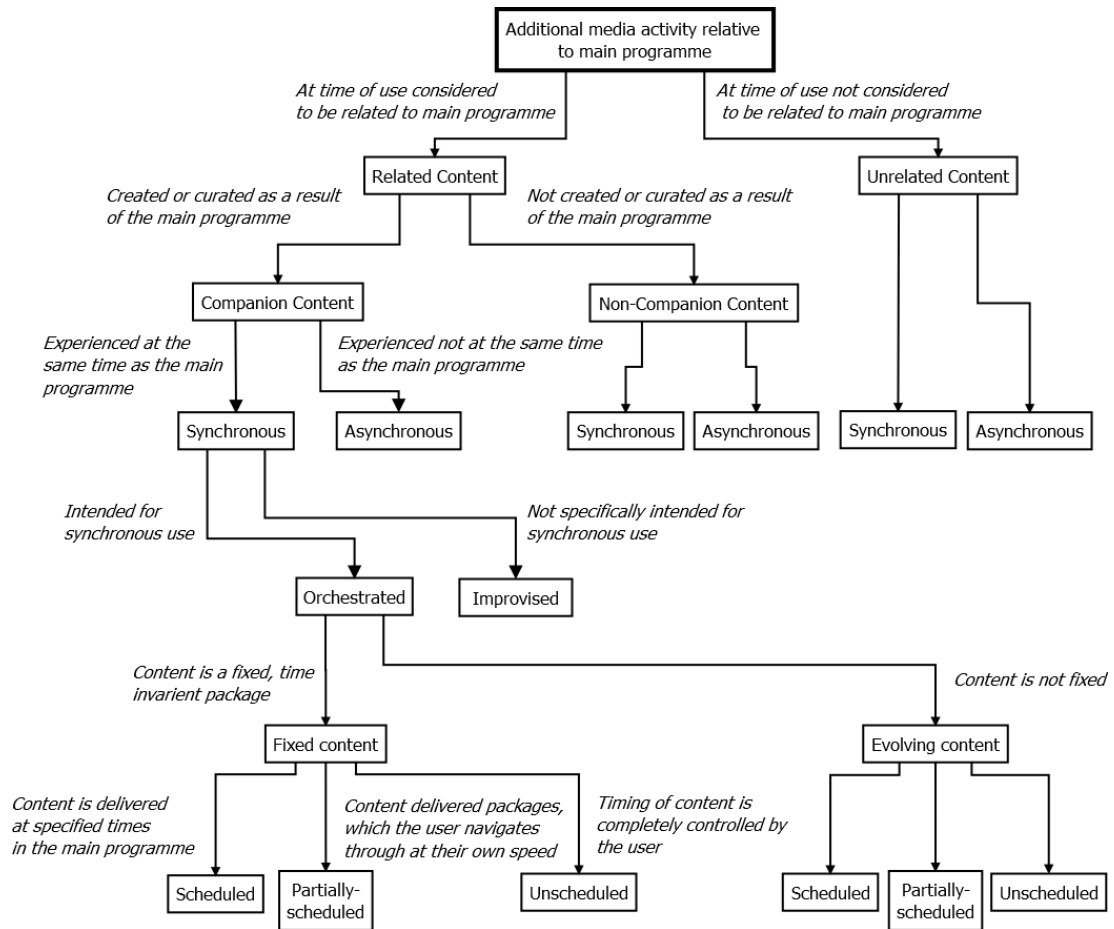 Additional media activity relative
to main programme
At time of use considered
to be related to main programme
At time of use not considered
to be related to main programme
Related Content
Unrelated Content
Created or curated as a result
of the main programme
Not created or curated as a result
of the main programme
Companion Content
Non-Companion Content
Experienced at the
same time as the main
programme
Experienced not at the same time
as the main programme
Synchronous
Asynchronous
Synchronous
Asynchronous
Synchronous
Asynchronous
Intended for
synchronous use
Not specifically intended for
synchronous use
Orchestrated
Improvised
Content is a fixed, time
invarient package
Content is not fixed
Fixed content
Evolving content
Content is delivered
at specified times
in the main programme
Content delivered packages,
which the user navigates
through at their own speed
Timing of content is
completely controlled by
the user
Scheduled
Partially-
scheduled
Unscheduled
Scheduled
Partially-
scheduled
Unscheduled